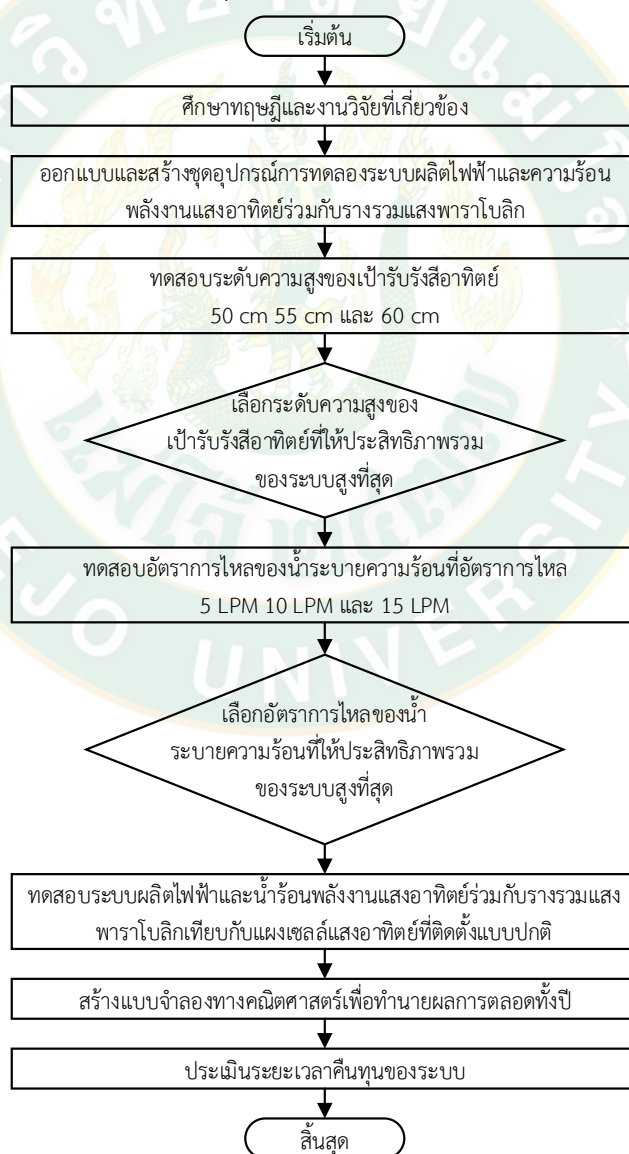 เริ่มต้น
ศึกษาทฤษฎีและงานวิจัยที่เกี่ยวข้อง
ออกแบบและสร้างชุดอุปกรณ์การทดลองระบบผลิตไฟฟ้าและความร้อน
พลังงานแสงอาทิตย์ร่วมกับรางรวมแสงพาราโบลิก
ทดสอบระดับความสูงของเป้ารับรังสีอาทิตย์
50 cm 55 cm และ 60 cm
เลือกระดับความสูงของ
เป้ารับรังสีอาทิตย์ที่ให้ประสิทธิภาพรวม
ของระบบสูงที่สุด
ทดสอบอัตราการไหลของน้ำระบายความร้อนที่อัตราการไหล
5 LPM 10 LPM และ 15 LPM
เลือกอัตราการไหลของน้ำ
ระบายความร้อนที่ให้ประสิทธิภาพรวม
ของระบบสูงที่สุด
ทดสอบระบบผลิตไฟฟ้าและน้ำร้อนพลังงานแสงอาทิตย์ร่วมกับรางรวมแสง
พาราโบลิกเทียบกับแผงเซลล์แสงอาทิตย์ที่ติดตั้งแบบปกติ
สร้างแบบจำลองทางคณิตศาสตร์เพื่อทำนายผลการตลอดทั้งปี
ประเมินระยะเวลาคืนทุนของระบบ
สิ้นสุด